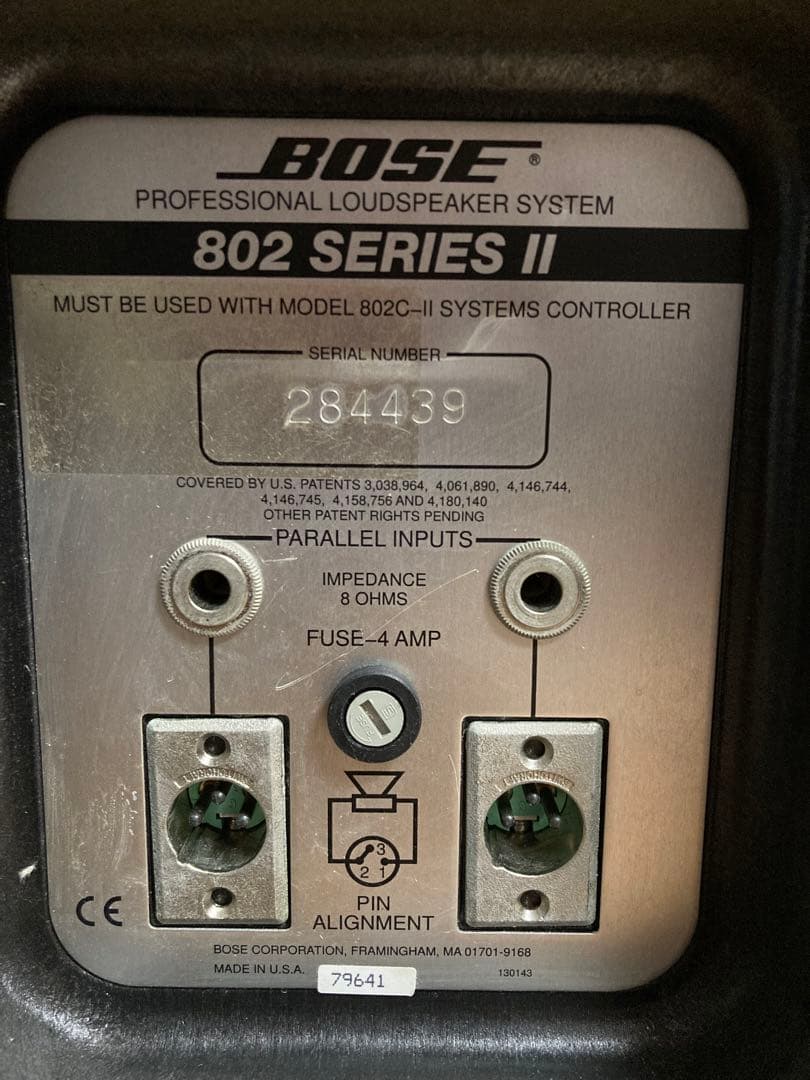 BOSE®
PROFESSIONAL LOUDSPEAKER SYSTEM
802 SERIES II
MUST BE USED WITH MODEL 802C-II SYSTEMS CONTROLLER
SERIAL NUMBER
284439
COVERED BY U.S. PATENTS 3,038,964, 4,061,890, 4,146,744,
4,146,745, 4,158,756 AND 4,180,140
OTHER PATENT RIGHTS PENDING
PARALLEL INPUTS
IMPEDANCE
8 OHMS
FUSE-4 AMP
3
2 1
PIN
ALIGNMENT
CE
BOSE CORPORATION, FRAMINGHAM, MA 01701-9168
MADE IN U.S.A.
79641
130143